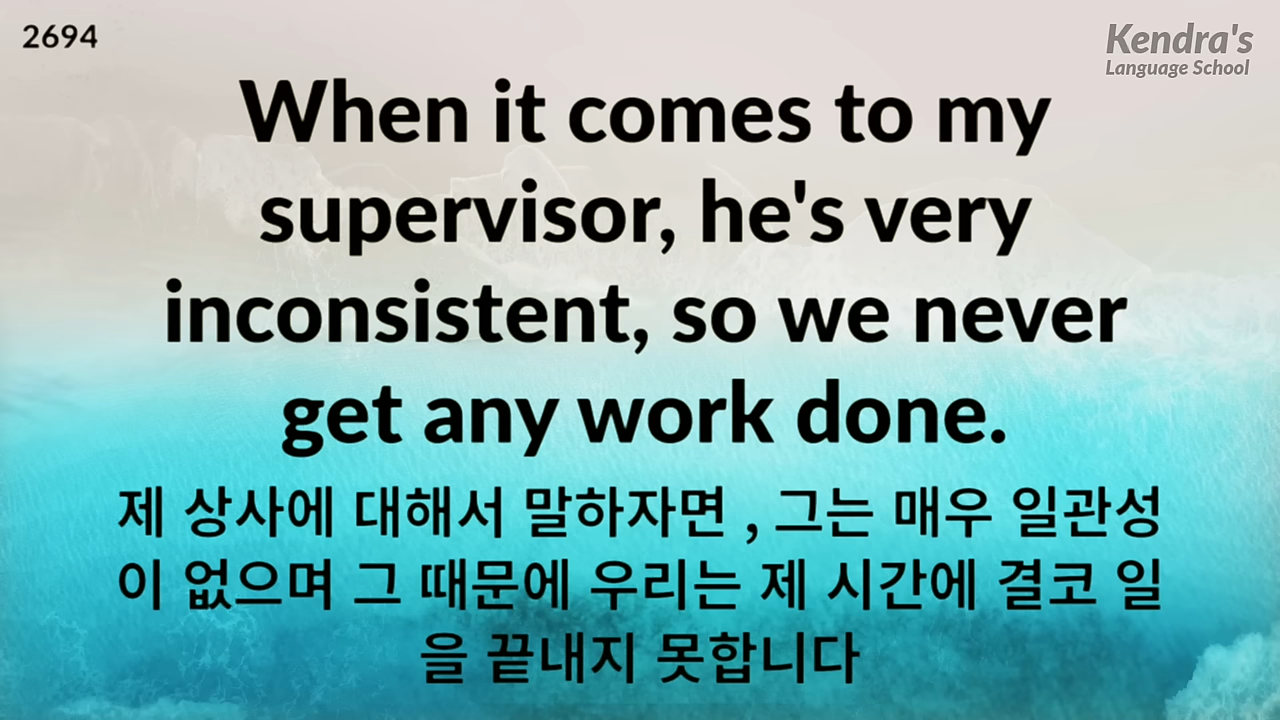 2694
Kendra's
Language School
When it comes to my
supervisor, he's very
inconsistent, so we never
get any work done.
제 상사에 대해서 말하자면 , 그는 매우 일관성
이 없으며 그 때문에 우리는 제 시간에 결코 일
을 끝내지 못합니다